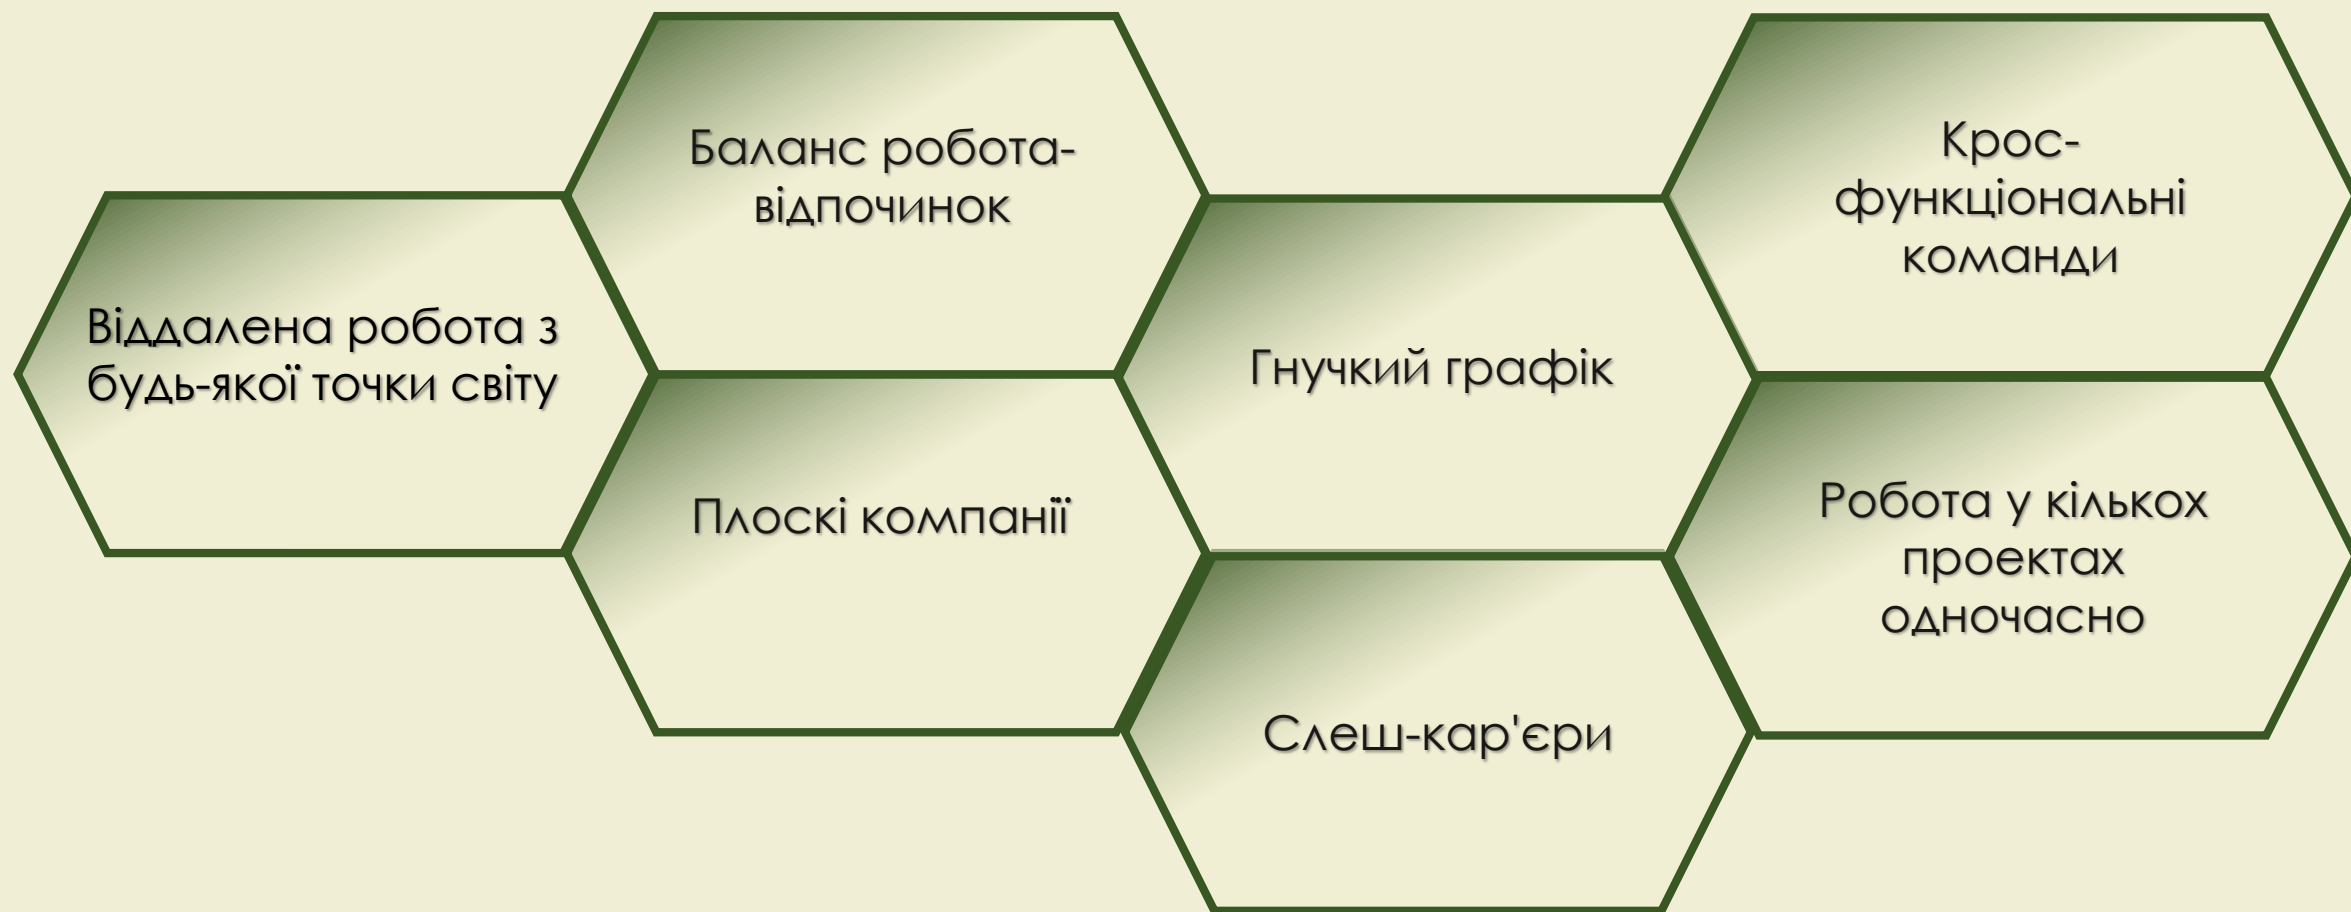 Віддалена робота з
будь-якої точки світу
Баланс робота-
відпочинок
Плоскі компанії
Гнучкий графік
Слеш-кар'єри
Крос-
функціональні
команди
Робота у кількох
проектах
одночасно